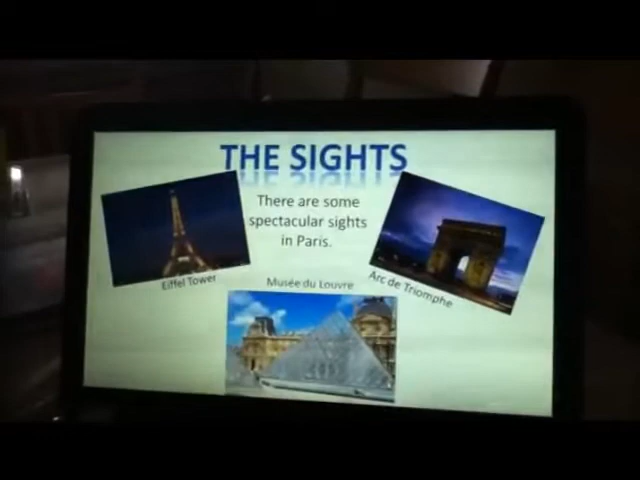 THE SIGHTS
There are some
spectacular sights
in Paris.
Eiffel Tower
Musée du Louvre
Arc de Triomphe